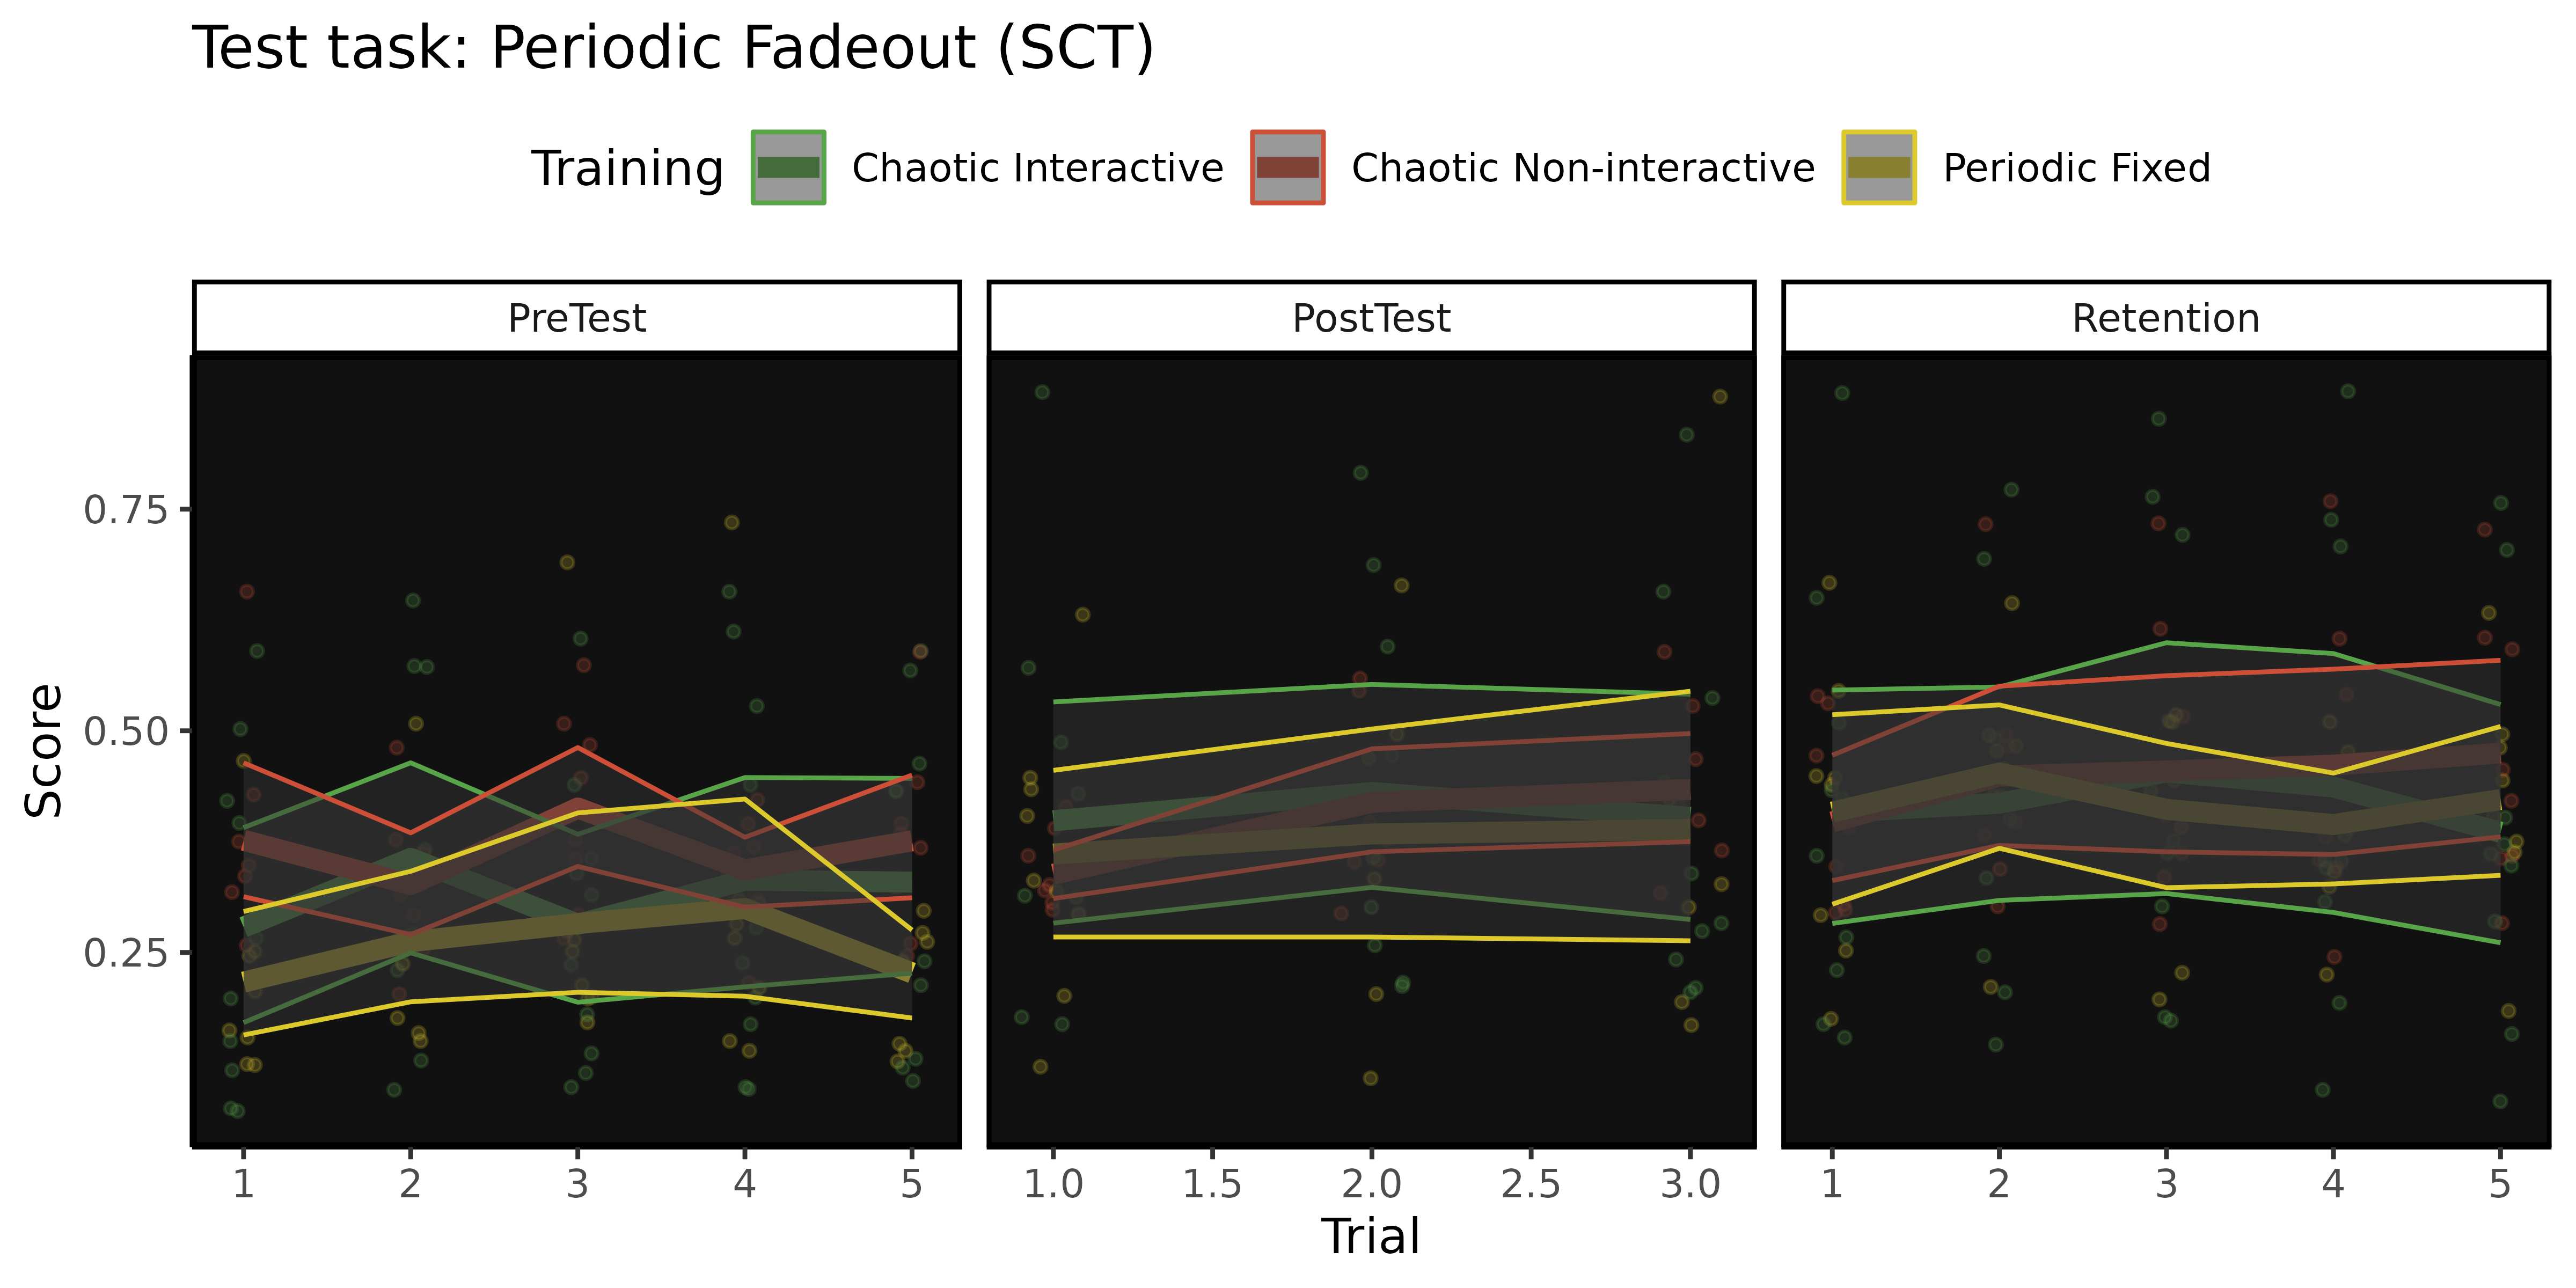 Test task: Periodic Fadeout (SCT)
Training Chaotic Interactive Chaotic Non-interactive Periodic Fixed
PreTest PostTest Retention
0.75
0.50
0.25
Score
1 2 3 4 5 1.0 1.5 2.0 2.5 3.0 1 2 3 4 5
Trial